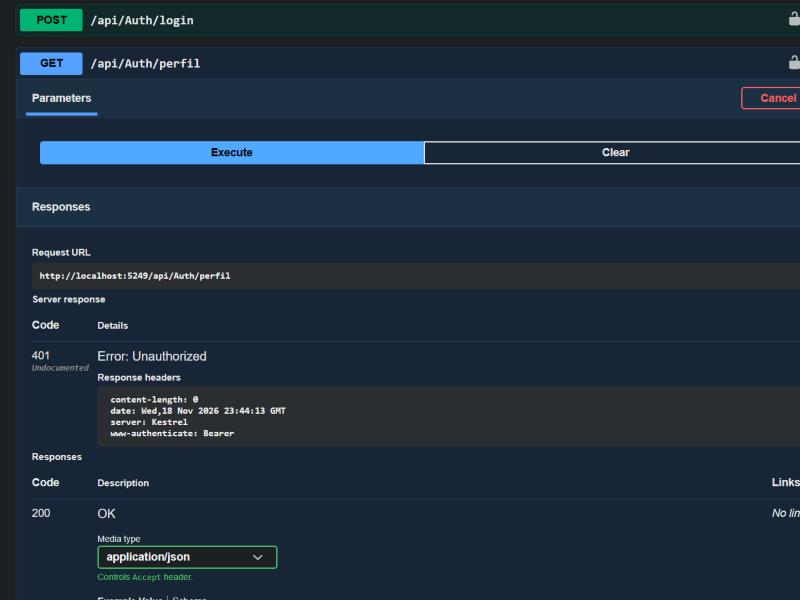 POST /api/Auth/login
GET /api/Auth/perfil
Parameters
Cancel
Execute
Clear
Responses
Request URL
http://localhost:5249/api/Auth/perfil
Server response
Code Details
401 Error: Unauthorized
Undocumented
Response headers
content-length: 0
date: Wed,18 Nov 2026 23:44:13 GMT
server: Kestrel
www-authenticate: Bearer
Responses
Code Description Links
200 OK No lin
Media type
application/json
Controls Accept header.
Example Value | Schema